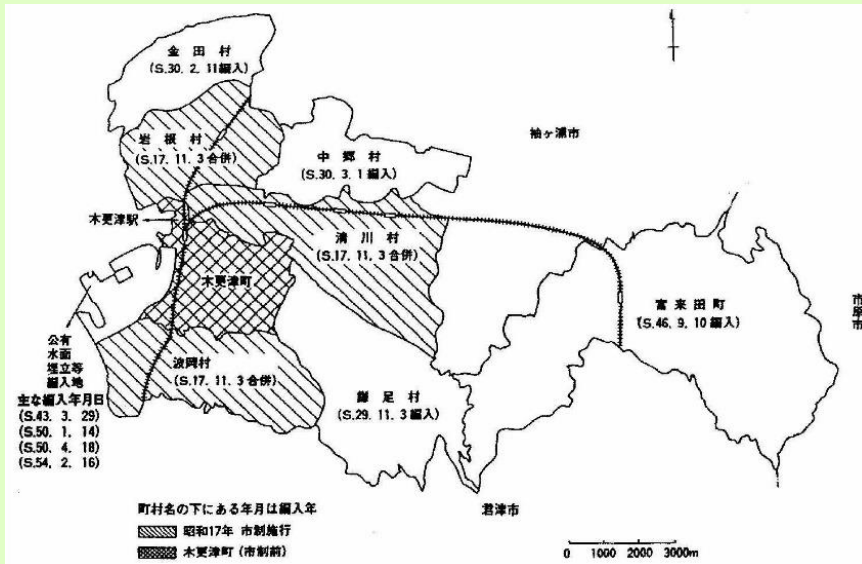 金田村
(S.30. 2. 11編入)
岩根村
(S.17. 11. 3合併)
中郷村
(S.30. 3. 1編入)
袖ヶ浦市
木更津駅
清川村
(S.17. 11. 3合併)
木更津町
富来田町
(S.46. 9. 10編入)
市原市
公有
水面
埋立等
編入地
主な編入年月日
(S.43. 3. 29)
(S.50. 1. 14)
(S.50. 4. 18)
(S.54. 2. 16)
波岡村
(S.17. 11. 3合併)
鎌足村
(S.29. 11. 3編入)
君津市
町村名の下にある年月は編入年
昭和17年 市制施行
木更津町 (市制前)
0 1000 2000 3000m